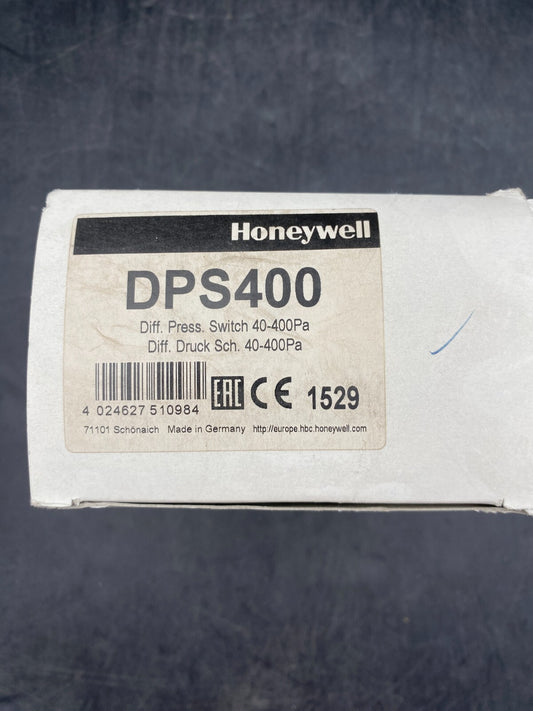 Honeywell
DPS400
Diff. Press. Switch 40-400Pa
Diff. Druck Sch. 40-400Pa
EAC CE 1529
4 024627 510984
71101 Schönaich Made in Germany http://europe.hbc.honeywell.com